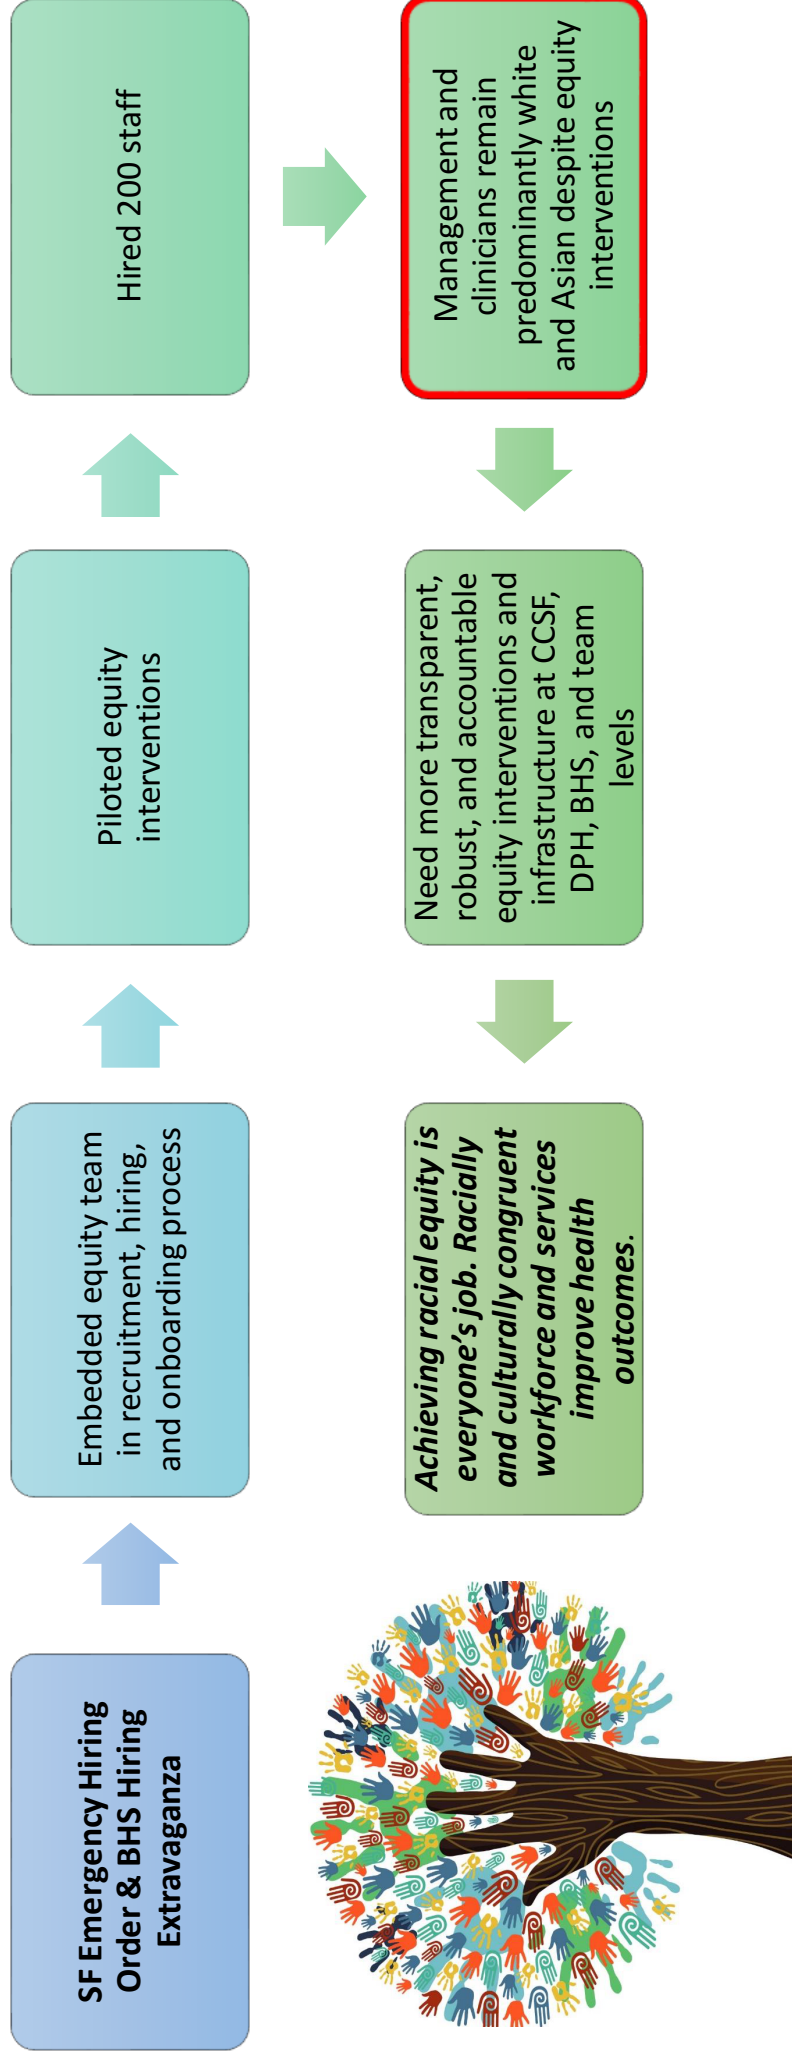 SF Emergency Hiring
Order & BHS Hiring
Extravaganza
Embedded equity team
in recruitment, hiring,
and onboarding process
Piloted equity
interventions
Hired 200 staff
Management and
clinicians remain
predominantly white
and Asian despite equity
interventions
Need more transparent,
robust, and accountable
equity interventions and
infrastructure at CCSF,
DPH, BHS, and team
levels
Achieving racial equity is
everyone’s job. Racially
and culturally congruent
workforce and services
improve health
outcomes.